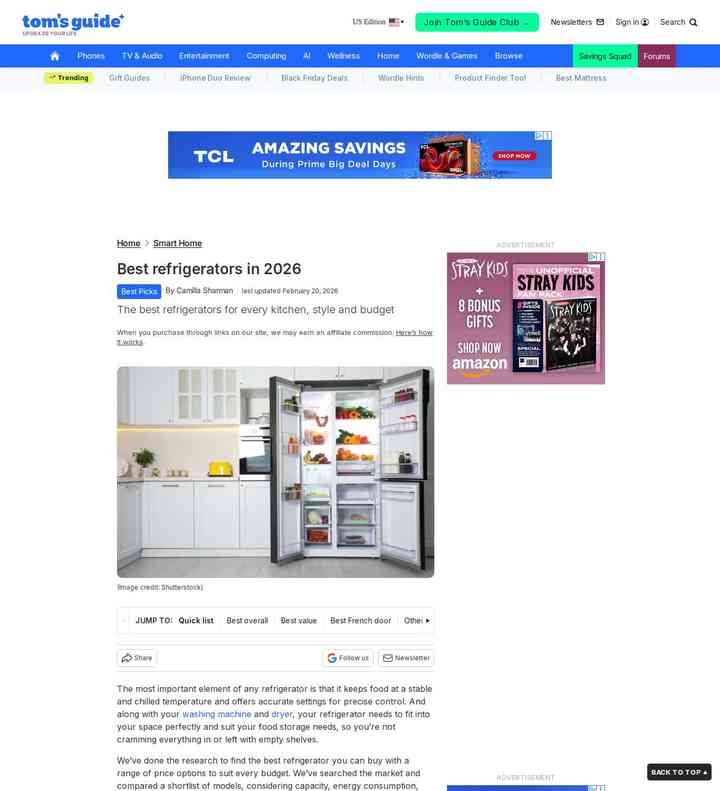 tom's guide
UPGRADE YOUR LIFE
US Edition
Join Tom's Guide Club →
Newsletters
Sign in
Search
Phones
TV & Audio
Entertainment
Computing
AI
Wellness
Home
Wordle & Games
Browse
Savings Squad
Forums
Trending
Gift Guides
iPhone Duo Review
Black Friday Deals
Wordle Hints
Product Finder Tool
Best Mattress
TCL
AMAZING SAVINGS
During Prime Big Deal Days
TCL
SHOP NOW
Home > Smart Home
Best refrigerators in 2026
Best Picks By Camilla Sharman last updated February 20, 2026
The best refrigerators for every kitchen, style and budget
When you purchase through links on our site, we may earn an affiliate commission. Here's how
it works.
(Image credit: Shutterstock)
JUMP TO: Quick list Best overall Best value Best French door
Share
Follow us
Newsletter
The most important element of any refrigerator is that it keeps food at a stable
and chilled temperature and offers accurate settings for precise control. And
along with your washing machine and dryer, your refrigerator needs to fit into
your space perfectly and suit your food storage needs, so you're not
cramming everything in or left with empty shelves.
We've done the research to find the best refrigerator you can buy with a
range of price options to suit every budget. We've searched the market and
compared a shortlist of models, considering capacity, energy consumption,
ADVERTISEMENT
STRAY KIDS
+
8 BONUS
GIFTS
SHOP NOW
amazon
UNOFFICIAL
STRAY KIDS
FAN PACK
STRAY KIDS
SPECIAL
ADVERTISEMENT
BACK TO TOP